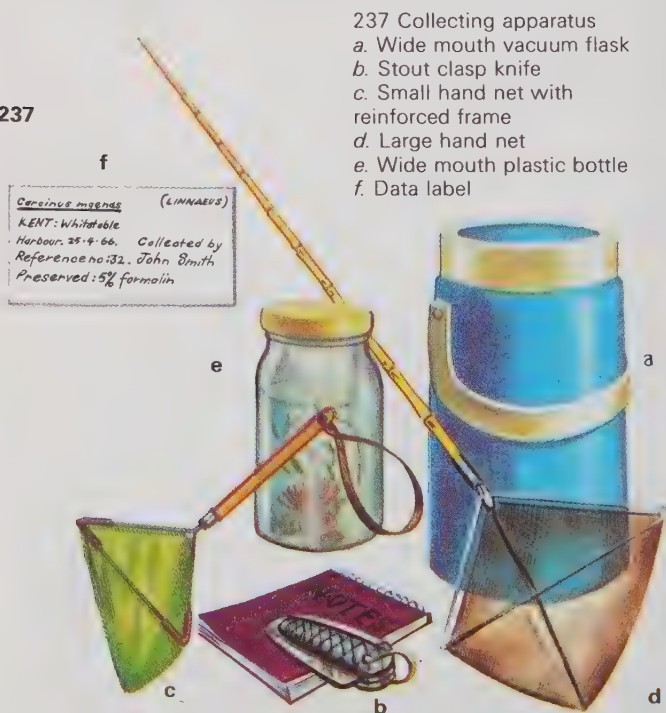 237 Collecting apparatus
a. Wide mouth vacuum flask
b. Stout clasp knife
c. Small hand net with
reinforced frame
d. Large hand net
e. Wide mouth plastic bottle
f. Data label
237
f
Carcinus maenas (LINNAEUS)
KENT: Whitstable
Harbour. 25·4·66. Collected by
Reference no: 32. John Smith
Preserved: 5% formalin
e
a
NOTES
c
b
d